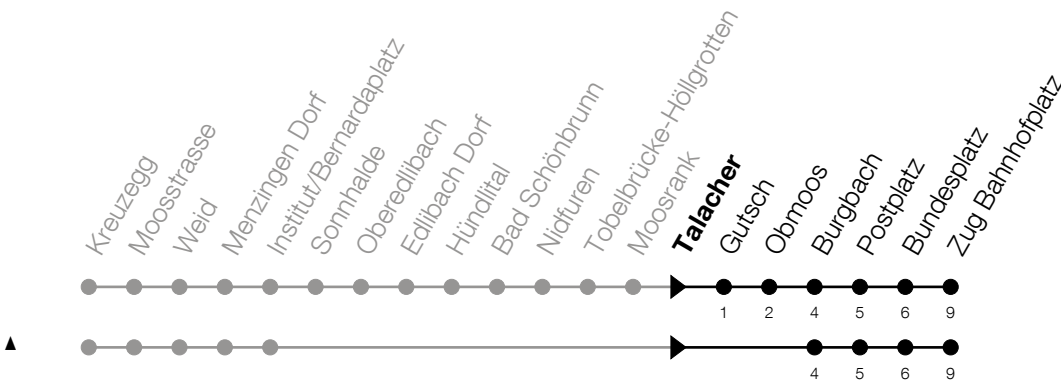 Kreuzegg
Moosstrasse
Weid
Menzingen Dorf
Institut/Bernardaplatz
Sonnhalde
Oberedlibach
Edlibach Dorf
Hündlital
Bad Schönbrunn
Nidfuren
Tobelbrücke-Höllgrotten
Moosrank
Talacher
Gutsch
Obmoos
Burgbach
Postplatz
Bundesplatz
Zug Bahnhofplatz
1 2 4 5 6 9
4 5 6 9